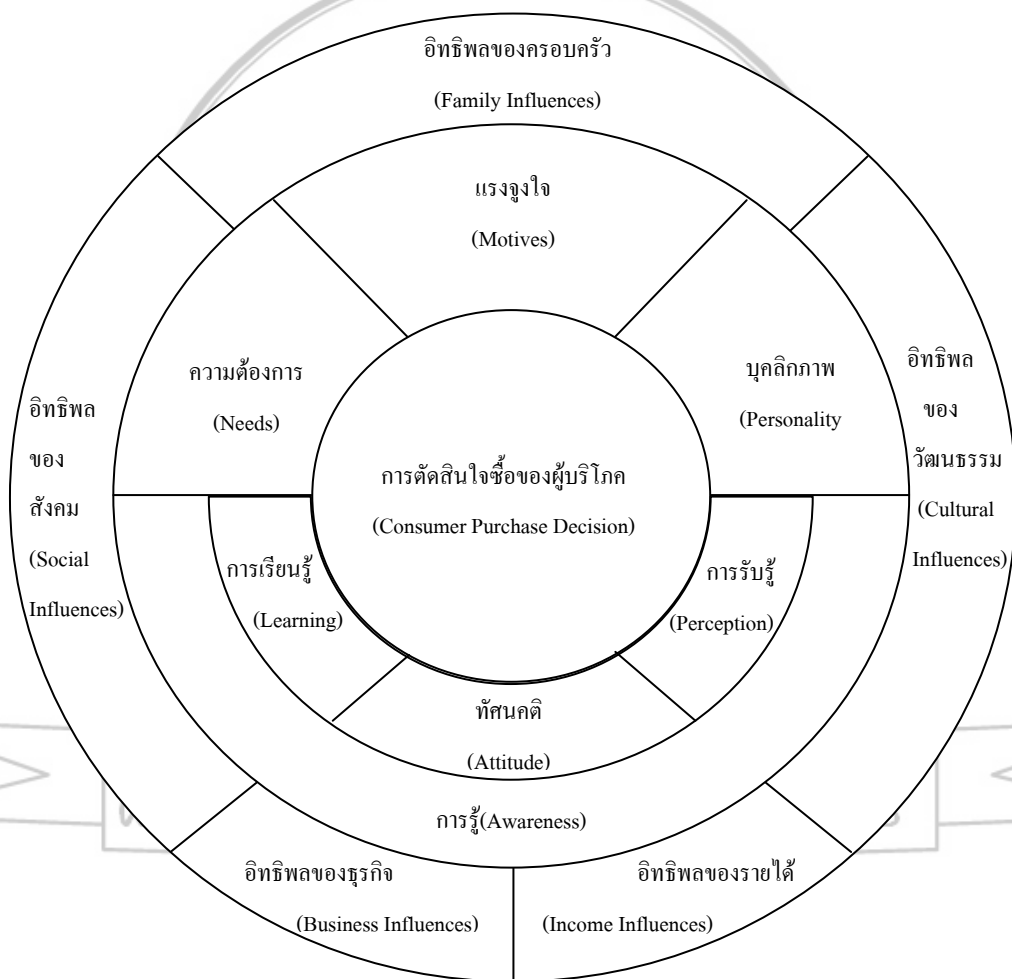 อิทธิพลของครอบครัว
(Family Influences)
แรงจูงใจ
(Motives)
ความต้องการ
(Needs)
บุคลิกภาพ
(Personality
อิทธิพล
ของ
สังคม
(Social
Influences)
อิทธิพล
ของ
วัฒนธรรม
(Cultural
Influences)
การตัดสินใจซื้อของผู้บริโภค
(Consumer Purchase Decision)
การเรียนรู้
(Learning)
การรับรู้
(Perception)
ทัศนคติ
(Attitude)
การรู้(Awareness)
อิทธิพลของธุรกิจ
(Business Influences)
อิทธิพลของรายได้
(Income Influences)